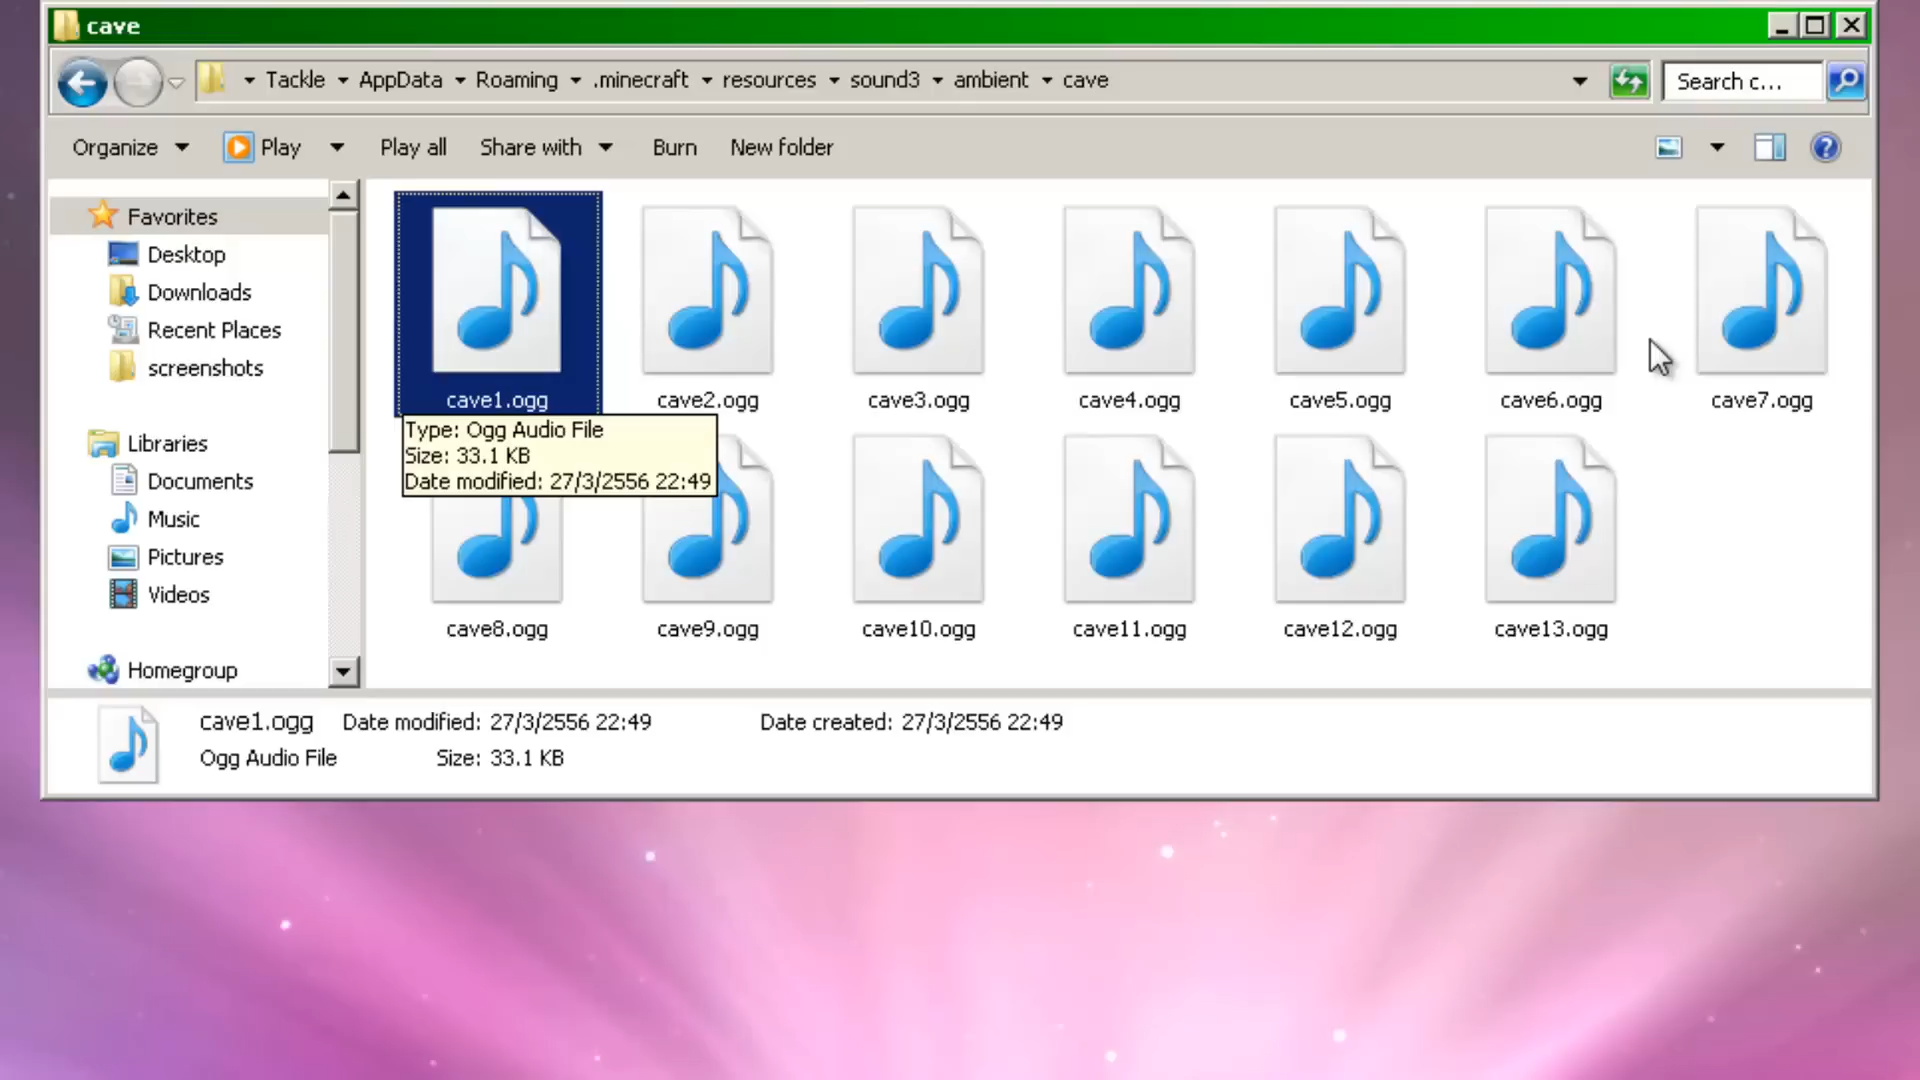 cave
Tackle AppData Roaming .minecraft resources sound3 ambient cave
Search c...
Organize Play Play all Share with Burn New folder
Favorites
Desktop
Downloads
Recent Places
screenshots
Libraries
Documents
Music
Pictures
Videos
Homegroup
cave1.ogg cave2.ogg cave3.ogg cave4.ogg cave5.ogg cave6.ogg cave7.ogg
Type: Ogg Audio File
Size: 33.1 KB
Date modified: 27/3/2556 22:49
cave8.ogg cave9.ogg cave10.ogg cave11.ogg cave12.ogg cave13.ogg
cave1.ogg Date modified: 27/3/2556 22:49 Date created: 27/3/2556 22:49
Ogg Audio File Size: 33.1 KB